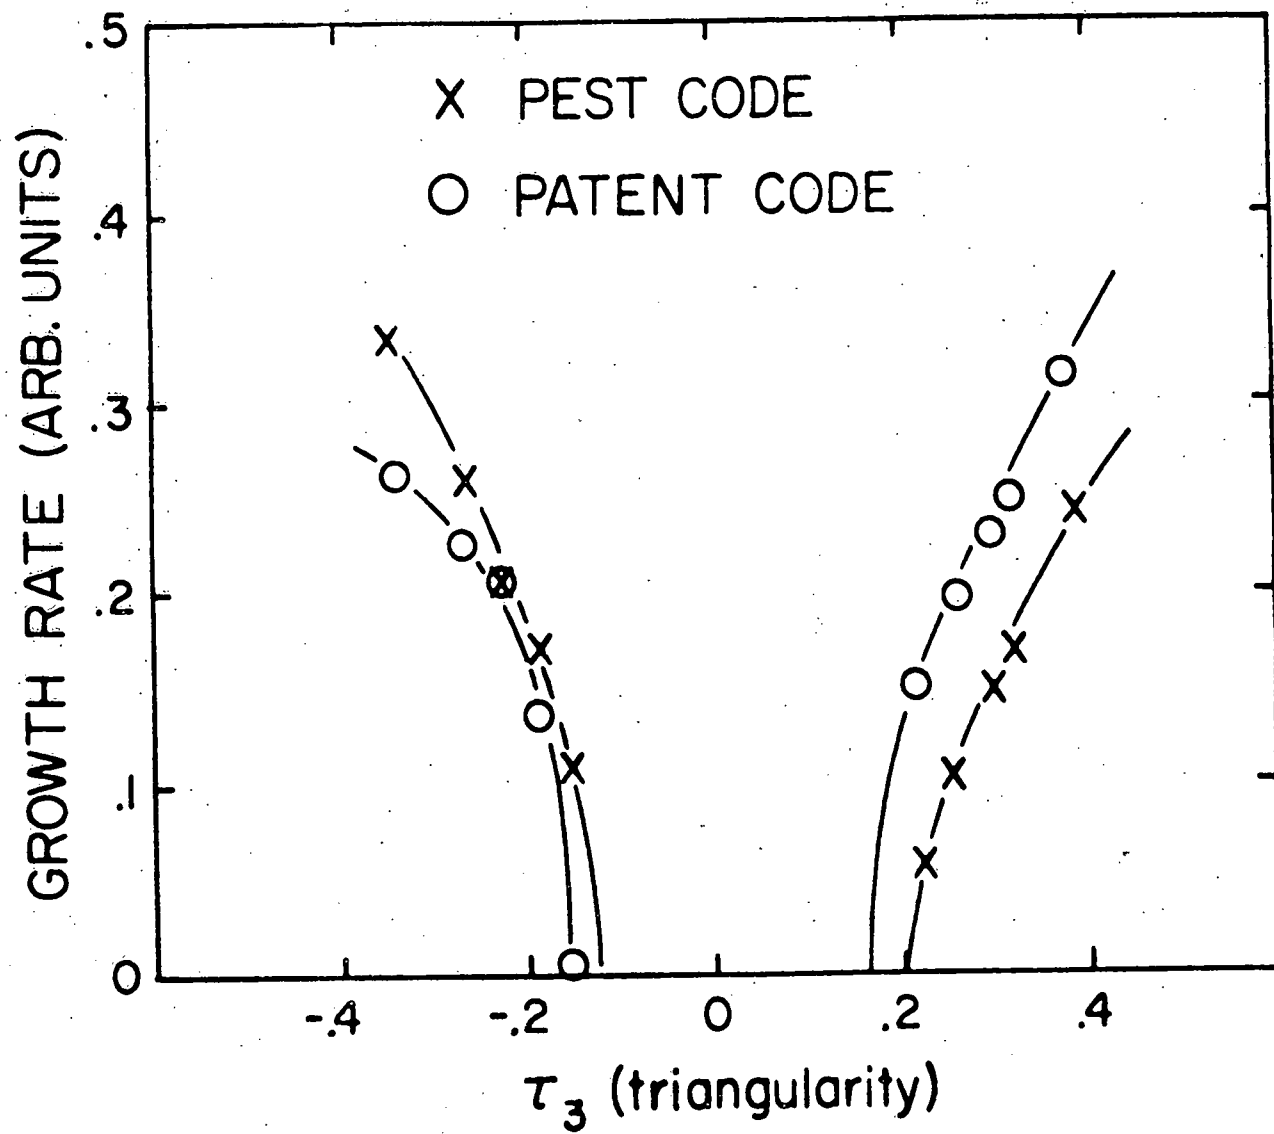 .5
X PEST CODE
O PATENT CODE
.4
.3
.2
.1
0
GROWTH RATE (ARB. UNITS)
-.4 -.2 0 .2 .4
τ3 (triangularity)